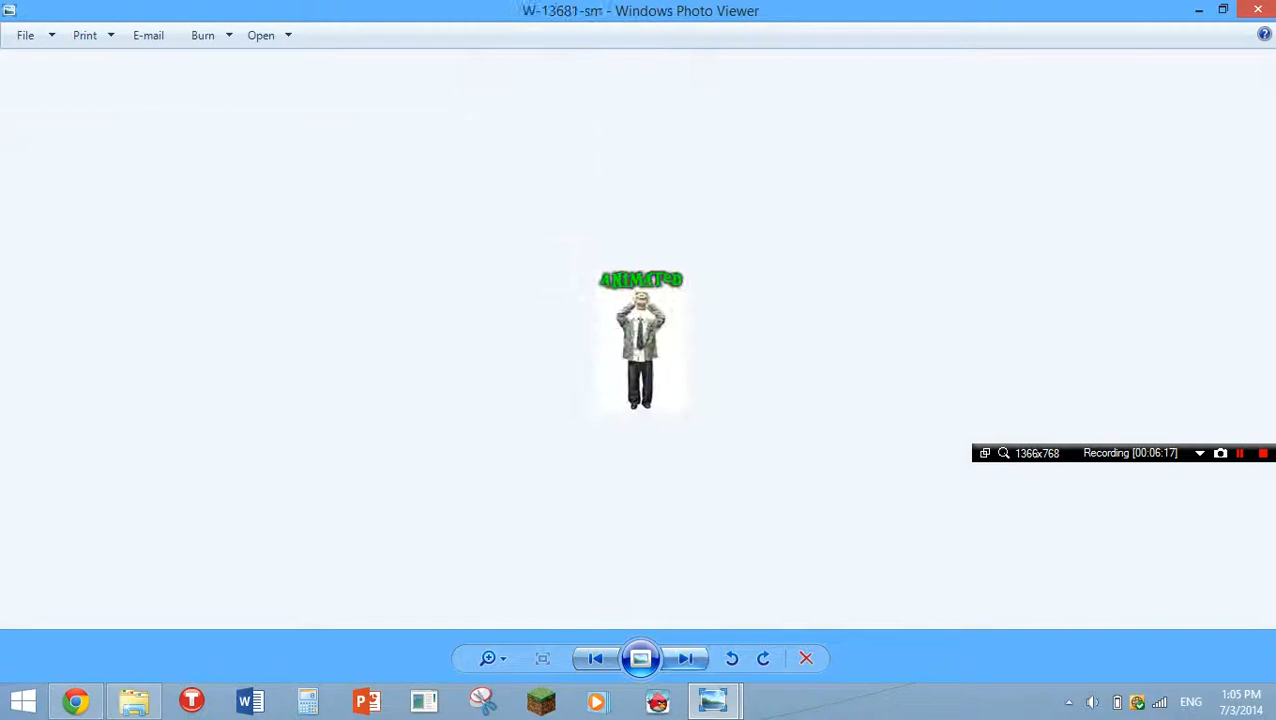 W-13681-sm - Windows Photo Viewer
File Print E-mail Burn Open
ANIMATeD
1366x768 Recording [00:06:17]
ENG
1:05 PM
7/3/2014